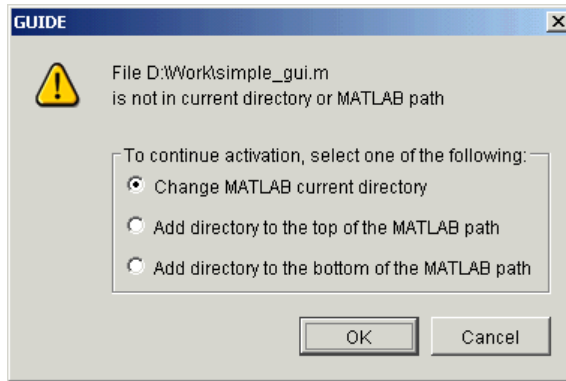 GUIDE
File D:\Work\simple_gui.m
is not in current directory or MATLAB path
To continue activation, select one of the following:
Change MATLAB current directory
Add directory to the top of the MATLAB path
Add directory to the bottom of the MATLAB path
OK Cancel